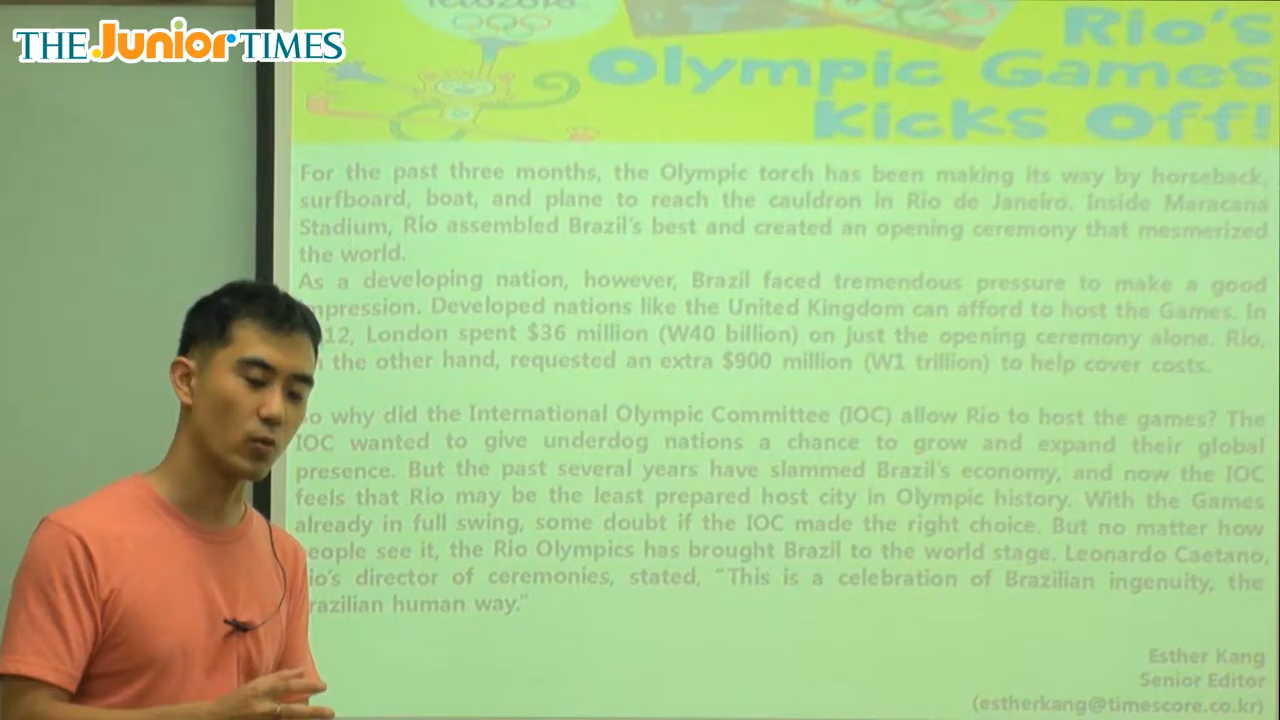 THE Junior TIMES
Rio's
Olympic Games
Kicks Off!
For the past three months, the Olympic torch has been making its way by horseback,
surfboard, boat, and plane to reach the cauldron in Rio de Janeiro. Inside Maracana
Stadium, Rio assembled Brazil's best and created an opening ceremony that mesmerized
the world.
As a developing nation, however, Brazil faced tremendous pressure to make a good
mpression. Developed nations like the United Kingdom can afford to host the Games. In
12, London spent $36 million (W40 billion) on just the opening ceremony alone. Rio,
the other hand, requested an extra $900 million (W1 trillion) to help cover costs.
o why did the International Olympic Committee (IOC) allow Rio to host the games? The
IOC wanted to give underdog nations a chance to grow and expand their global
presence. But the past several years have slammed Brazil's economy, and now the IOC
feels that Rio may be the least prepared host city in Olympic history. With the Games
already in full swing, some doubt if the IOC made the right choice. But no matter how
eople see it, the Rio Olympics has brought Brazil to the world stage. Leonardo Caetano,
io's director of ceremonies, stated, "This is a celebration of Brazilian ingenuity, the
razilian human way."
Esther Kang
Senior Editor
(estherkang@timescore.co.kr)